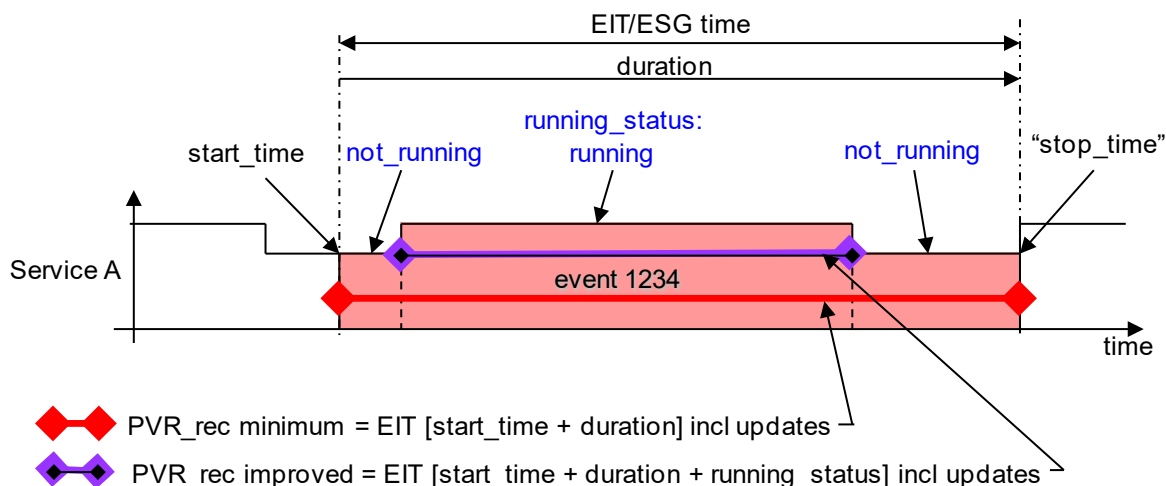 EIT/ESG time
duration
running_status:
running
start_time
not_running
not_running
“stop_time”
Service A
event 1234
time
PVR_rec minimum = EIT [start_time + duration] incl updates
PVR_rec improved = EIT [start_time + duration + running_status] incl updates